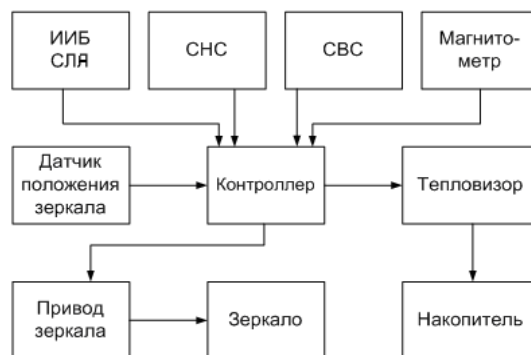 ИИБ
СЛЯ
СНС
СВС
Магнито-
метр
Датчик
положения
зеркала
Контроллер
Тепловизор
Привод
зеркала
Зеркало
Накопитель